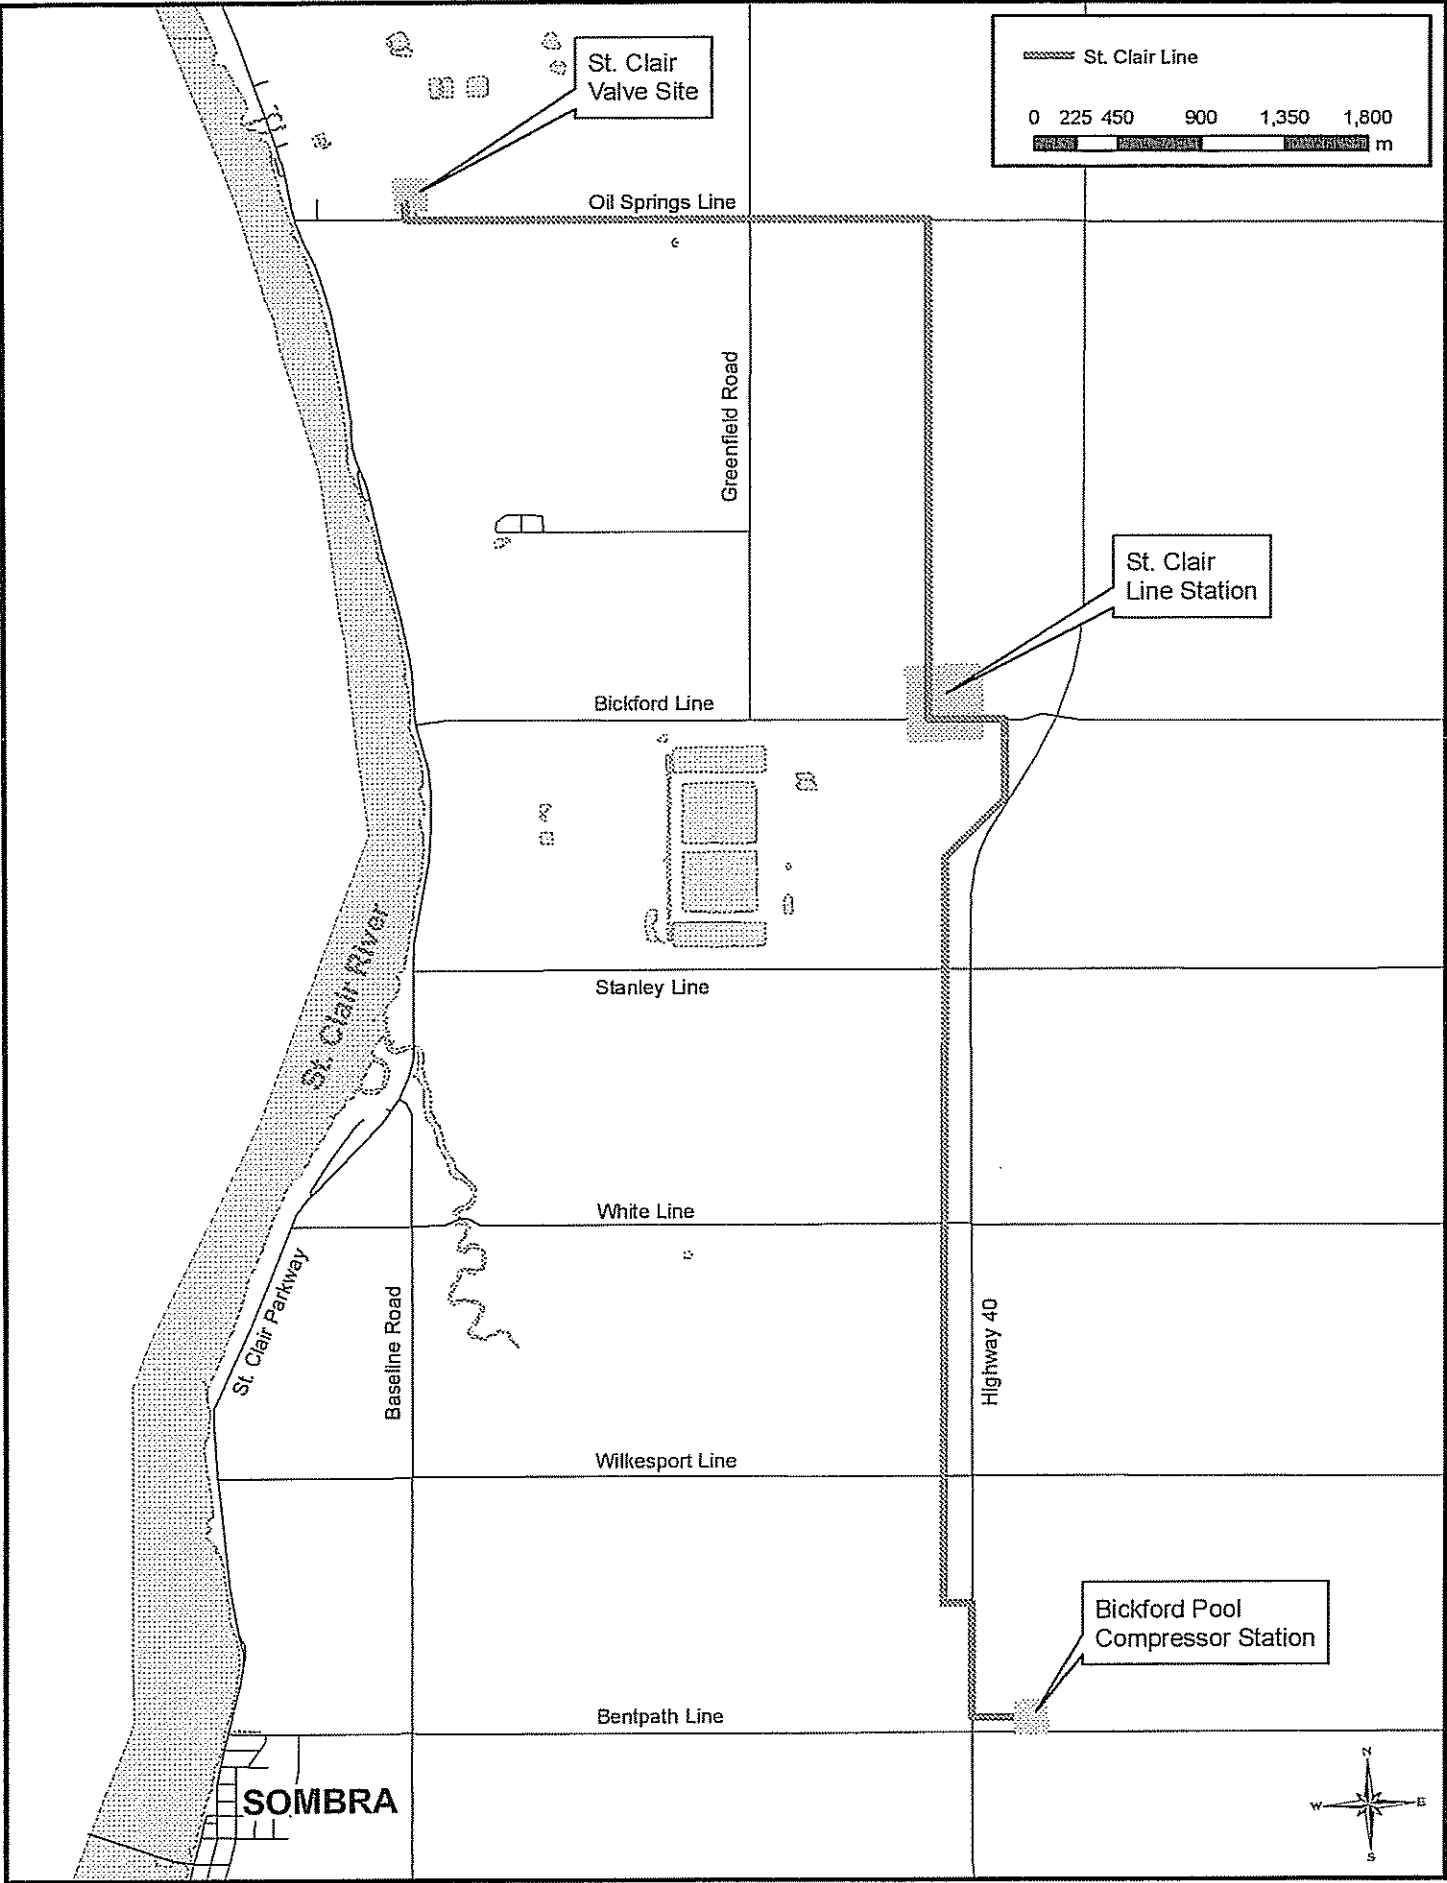 St. Clair Line
0 225 450 900 1,350 1,800
m
St. Clair
Valve Site
Oil Springs Line
Greenfield Road
St. Clair
Line Station
Bickford Line
St. Clair River
Stanley Line
White Line
St. Clair Parkway
Baseline Road
Highway 40
Wilkesport Line
Bickford Pool
Compressor Station
Bentpath Line
SOMBRA
N
W E
S